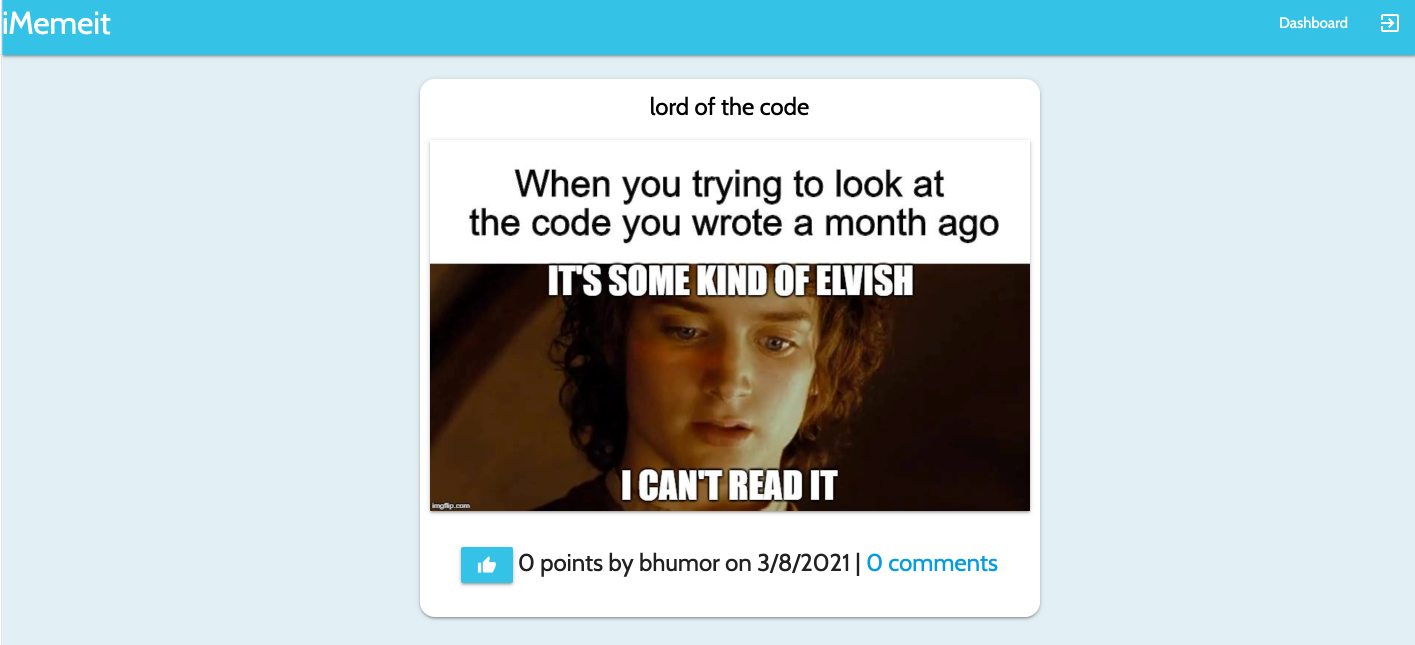 iMemeit
Dashboard
lord of the code
When you trying to look at
the code you wrote a month ago
IT'S SOME KIND OF ELVISH
I CAN'T READ IT
imgflip.com
0 points by bhumor on 3/8/2021 | 0 comments